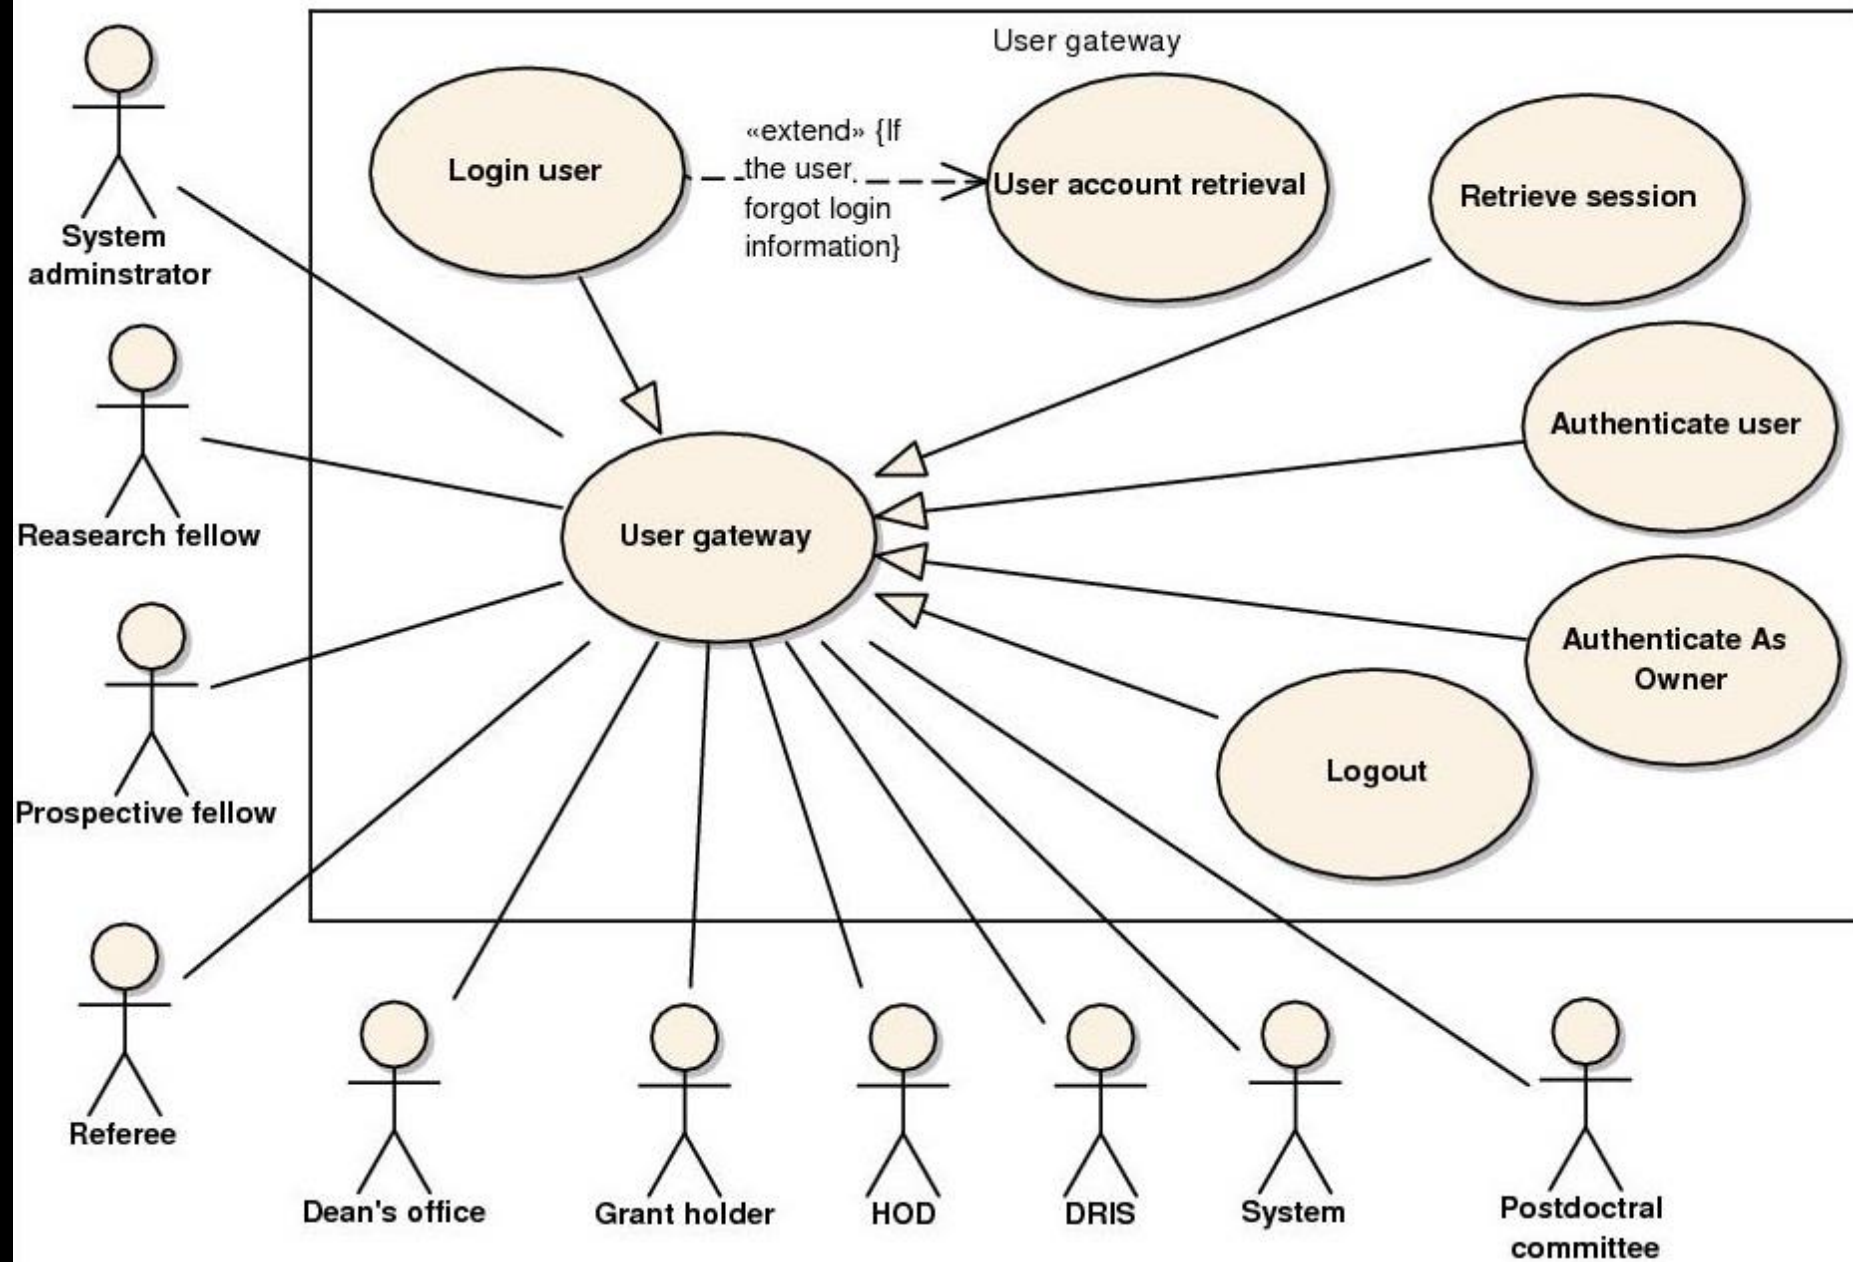 User gateway
«extend» {If
the user
forgot login
information}
Login user
User account retrieval
Retrieve session
System
adminstrator
Authenticate user
Reasearch fellow
User gateway
Authenticate As
Owner
Logout
Prospective fellow
Referee
Dean's office
Grant holder
HOD
DRIS
System
Postdoctral
committee